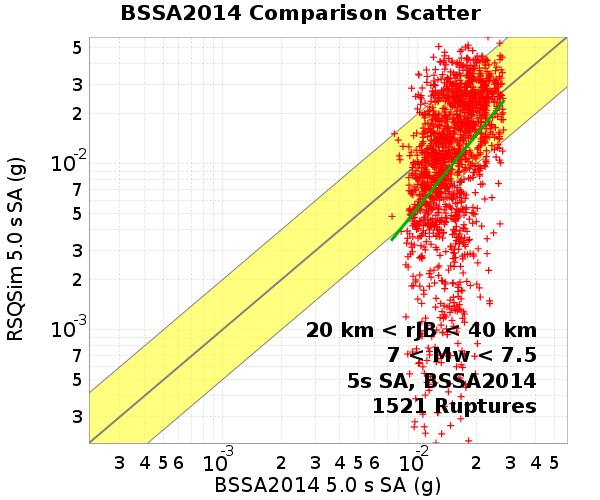 BSSA2014 Comparison Scatter
RSQSim 5.0 s SA (g)
5
3
2
10-2
7
5
3
2
10-3
7
5
3
20 km < rJB < 40 km
7 < Mw < 7.5
5s SA, BSSA2014
1521 Ruptures
3 4 5 6 10-3 2 3 4 5 6 10-2 2 3 4 5
BSSA2014 5.0 s SA (g)